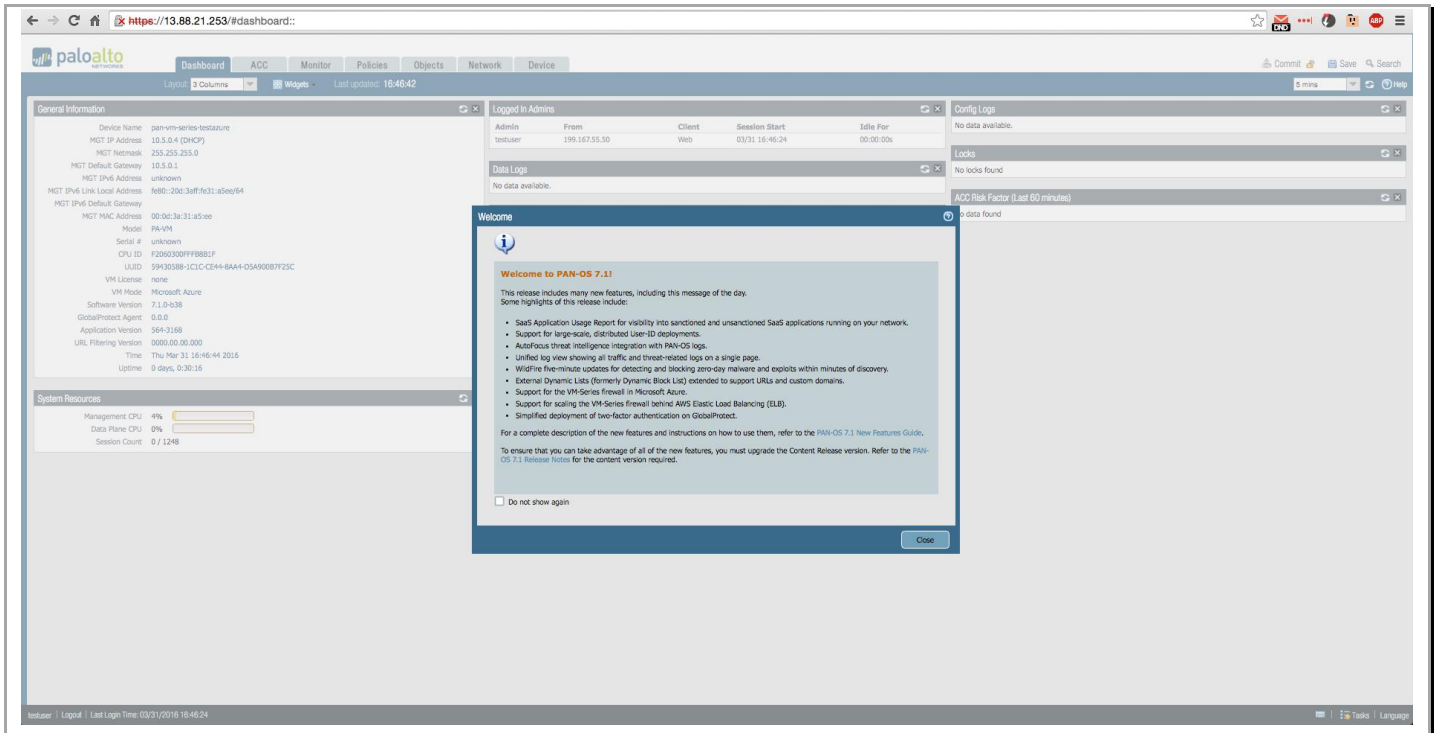 https://13.88.21.253/#dashboard::
DND
ABP
paloalto
NETWORKS
Dashboard ACC Monitor Policies Objects Network Device
Commit Save Search
Layout 3 Columns Widgets Last updated: 16:46:42
5 mins Help
General Information
Device Name pan-vm-series-testazure
MGT IP Address 10.5.0.4 (DHCP)
MGT Netmask 255.255.255.0
MGT Default Gateway 10.5.0.1
MGT IPv6 Address unknown
MGT IPv6 Link Local Address fe80::20d:3aff:fe31:a5ee/64
MGT IPv6 Default Gateway
MGT MAC Address 00:0d:3a:31:a5:ee
Model PA-VM
Serial # unknown
CPU ID F2060300FFFBBB1F
UUID 59430588-1C1C-CE44-8AA4-D5A900B7F25C
VM License none
VM Mode Microsoft Azure
Software Version 7.1.0-b38
GlobalProtect Agent 0.0.0
Application Version 564-3168
URL Filtering Version 0000.00.00.000
Time Thu Mar 31 16:46:44 2016
Uptime 0 days, 0:30:16
System Resources
Management CPU 4%
Data Plane CPU 0%
Session Count 0 / 1248
Logged In Admins
Admin From Client Session Start Idle For
testuser 199.167.55.50 Web 03/31 16:46:24 00:00:00s
Data Logs
No data available.
Config Logs
No data available.
Locks
No locks found
ACC Risk Factor (Last 60 minutes)
o data found
Welcome
Welcome to PAN-OS 7.1!
This release includes many new features, including this message of the day.
Some highlights of this release include:
• SaaS Application Usage Report for visibility into sanctioned and unsanctioned SaaS applications running on your network.
• Support for large-scale, distributed User-ID deployments.
• AutoFocus threat intelligence integration with PAN-OS logs.
• Unified log view showing all traffic and threat-related logs on a single page.
• WildFire five-minute updates for detecting and blocking zero-day malware and exploits within minutes of discovery.
• External Dynamic Lists (formerly Dynamic Block List) extended to support URLs and custom domains.
• Support for the VM-Series firewall in Microsoft Azure.
• Support for scaling the VM-Series firewall behind AWS Elastic Load Balancing (ELB).
• Simplified deployment of two-factor authentication on GlobalProtect.
For a complete description of the new features and instructions on how to use them, refer to the PAN-OS 7.1 New Features Guide.
To ensure that you can take advantage of all of the new features, you must upgrade the Content Release version. Refer to the PAN-
OS 7.1 Release Notes for the content version required.
Do not show again
Close
testuser | Logout | Last Login Time: 03/31/2016 16:46:24
Tasks | Language